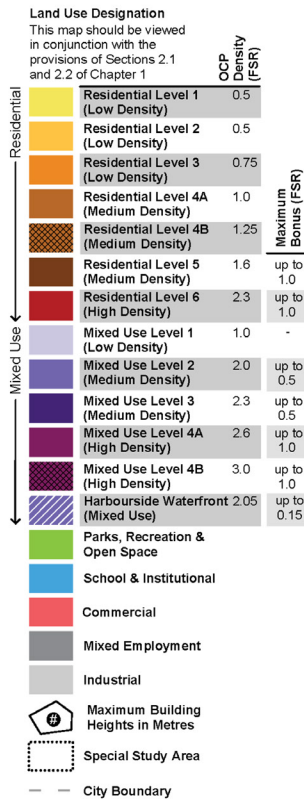 Land Use Designation
This map should be viewed
in conjunction with the
provisions of Sections 2.1
and 2.2 of Chapter 1
OCP
Density
(FSR)
Maximum
Bonus (FSR)
Residential
Residential Level 1 0.5
(Low Density)
Residential Level 2 0.5
(Low Density)
Residential Level 3 0.75
(Low Density)
Residential Level 4A 1.0
(Medium Density)
Residential Level 4B 1.25
(Medium Density)
Residential Level 5 1.6 up to
(Medium Density) 1.0
Residential Level 6 2.3 up to
(High Density) 1.0
Mixed Use
Mixed Use Level 1 1.0 -
(Low Density)
Mixed Use Level 2 2.0 up to
(Medium Density) 0.5
Mixed Use Level 3 2.3 up to
(Medium Density) 0.5
Mixed Use Level 4A 2.6 up to
(High Density) 1.0
Mixed Use Level 4B 3.0 up to
(High Density) 1.0
Harbourside Waterfront 2.05 up to
(Mixed Use) 0.15
Parks, Recreation &
Open Space
School & Institutional
Commercial
Mixed Employment
Industrial
# Maximum Building
Heights in Metres
Special Study Area
City Boundary